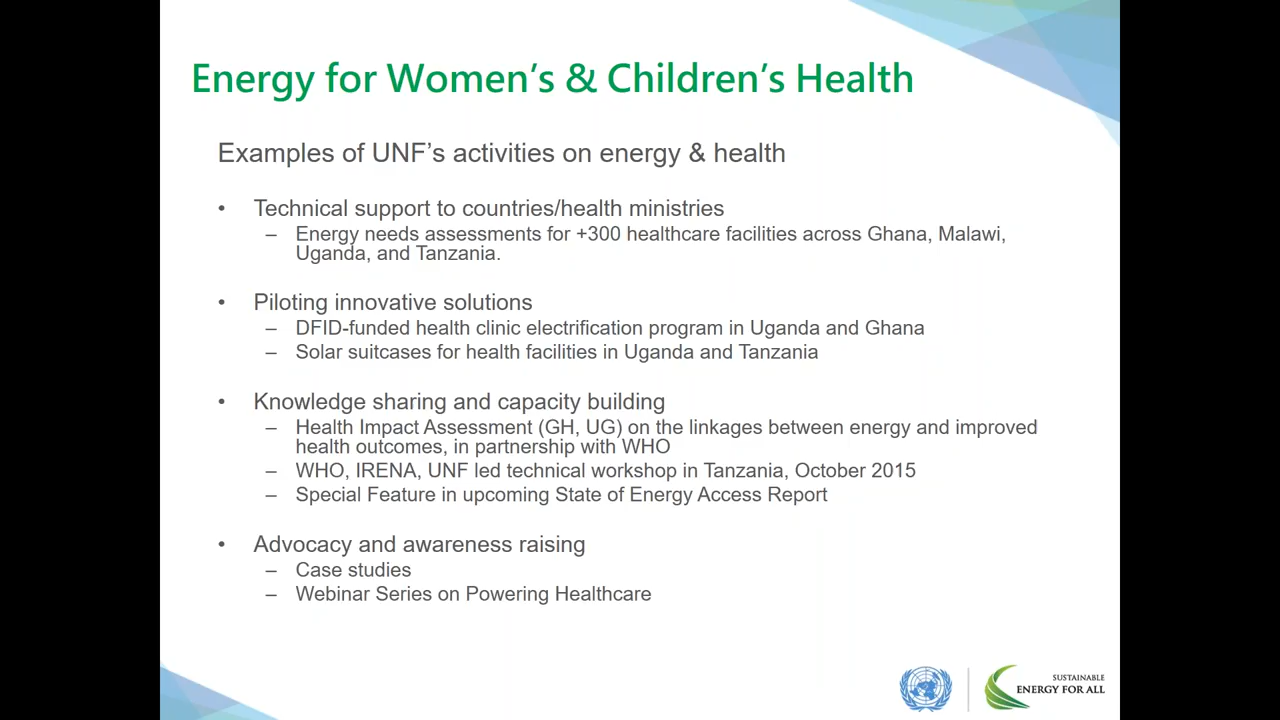 Energy for Women's & Children's Health
Examples of UNF's activities on energy & health
• Technical support to countries/health ministries
– Energy needs assessments for +300 healthcare facilities across Ghana, Malawi,
Uganda, and Tanzania.
• Piloting innovative solutions
– DFID-funded health clinic electrification program in Uganda and Ghana
– Solar suitcases for health facilities in Uganda and Tanzania
• Knowledge sharing and capacity building
– Health Impact Assessment (GH, UG) on the linkages between energy and improved
health outcomes, in partnership with WHO
– WHO, IRENA, UNF led technical workshop in Tanzania, October 2015
– Special Feature in upcoming State of Energy Access Report
• Advocacy and awareness raising
– Case studies
– Webinar Series on Powering Healthcare
SUSTAINABLE
ENERGY FOR ALL